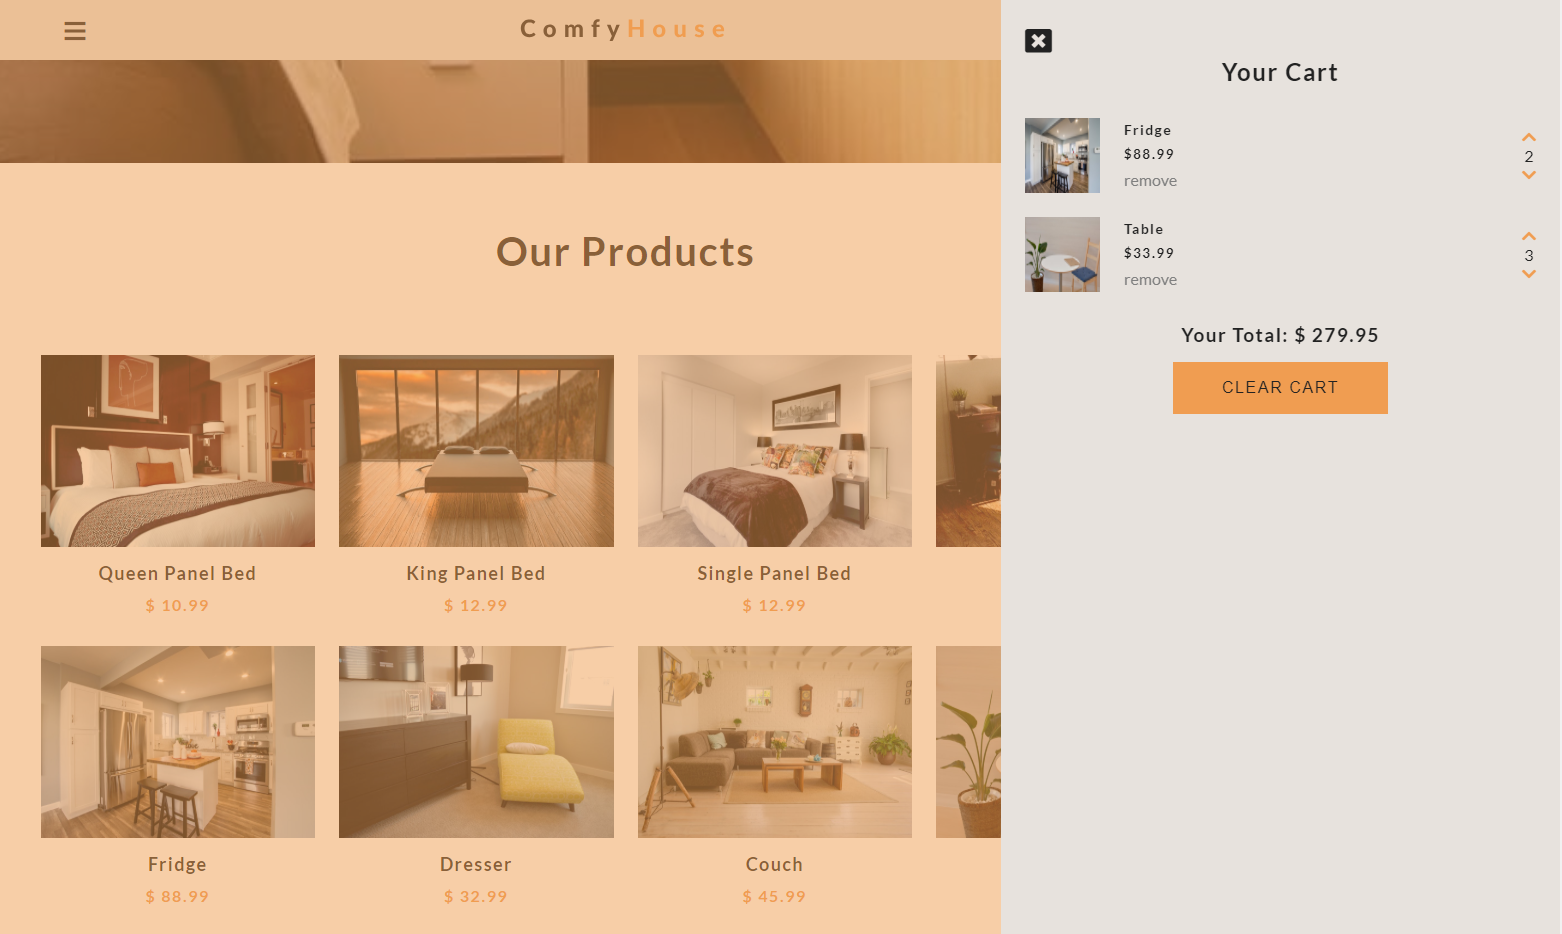 ComfyHouse
Our Products
Queen Panel Bed
$ 10.99
King Panel Bed
$ 12.99
Single Panel Bed
$ 12.99
Fridge
$ 88.99
Dresser
$ 32.99
Couch
$ 45.99
Your Cart
Fridge
$88.99
remove
2
Table
$33.99
remove
3
Your Total: $ 279.95
CLEAR CART